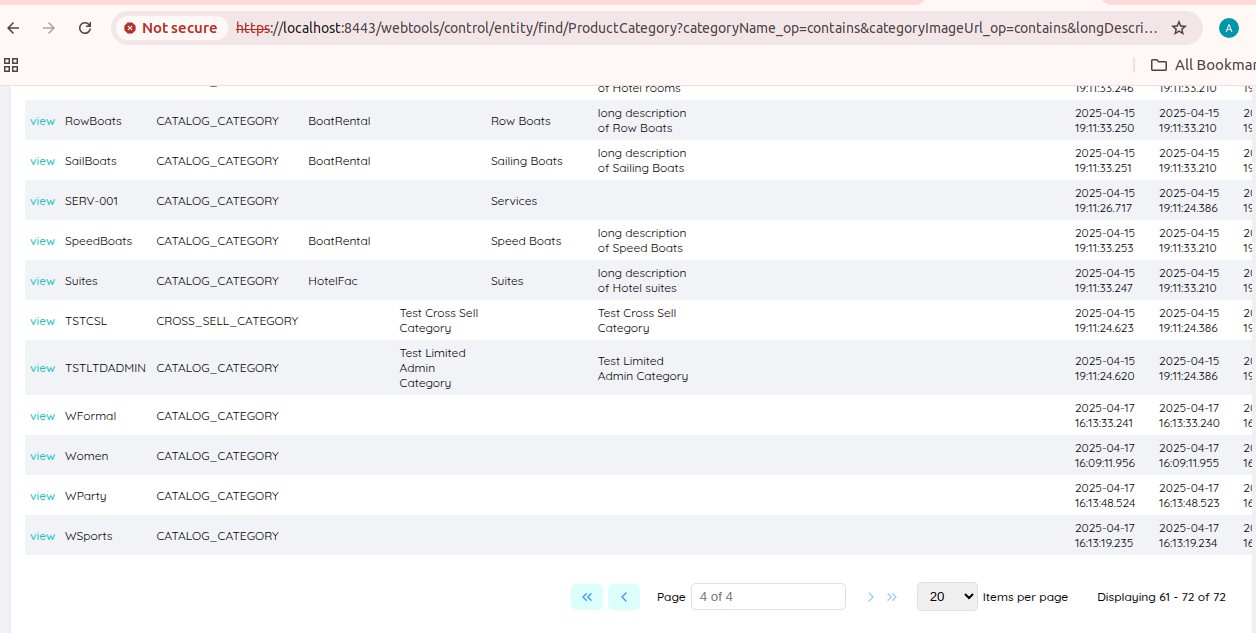 Not secure https://localhost:8443/webtools/control/entity/find/ProductCategory?categoryName_op=contains&categoryImageUrl_op=contains&longDescri... A
All Bookmar
of Hotel rooms 19:11:33.246 19:11:33.210
view RowBoats CATALOG_CATEGORY BoatRental Row Boats long description 2025-04-15 2025-04-15
of Row Boats 19:11:33.250 19:11:33.210
view SailBoats CATALOG_CATEGORY BoatRental Sailing Boats long description 2025-04-15 2025-04-15
of Sailing Boats 19:11:33.251 19:11:33.210
view SERV-001 CATALOG_CATEGORY Services 2025-04-15 2025-04-15
19:11:26.717 19:11:24.386
view SpeedBoats CATALOG_CATEGORY BoatRental Speed Boats long description 2025-04-15 2025-04-15
of Speed Boats 19:11:33.253 19:11:33.210
view Suites CATALOG_CATEGORY HotelFac Suites long description 2025-04-15 2025-04-15
of Hotel suites 19:11:33.247 19:11:33.210
view TSTCSL CROSS_SELL_CATEGORY Test Cross Sell Test Cross Sell 2025-04-15 2025-04-15
Category Category 19:11:24.623 19:11:24.386
view TSTLTDADMIN CATALOG_CATEGORY Test Limited Test Limited 2025-04-15 2025-04-15
Admin Admin Category 19:11:24.620 19:11:24.386
Category
view WFormal CATALOG_CATEGORY 2025-04-17 2025-04-17
16:13:33.241 16:13:33.240
view Women CATALOG_CATEGORY 2025-04-17 2025-04-17
16:09:11.956 16:09:11.955
view WParty CATALOG_CATEGORY 2025-04-17 2025-04-17
16:13:48.524 16:13:48.523
view WSports CATALOG_CATEGORY 2025-04-17 2025-04-17
16:13:19.235 16:13:19.234
« ‹ Page 4 of 4 › » 20 Items per page Displaying 61 - 72 of 72